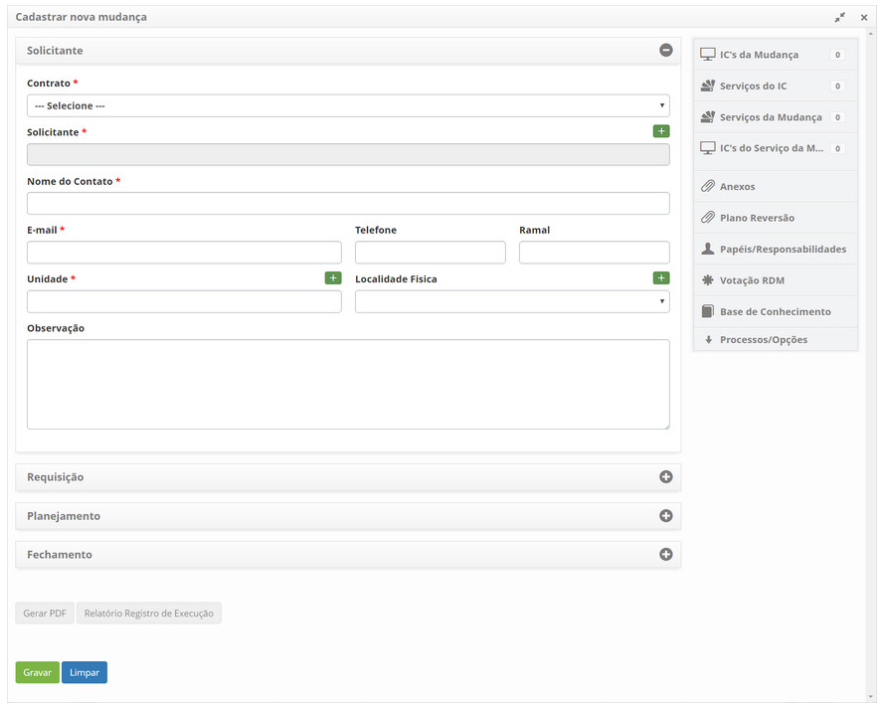 Cadastrar nova mudança
Solicitante
Contrato *
--- Selecione ---
Solicitante *
Nome do Contato *
E-mail * Telefone Ramal
Unidade * Localidade Física
Observação
Requisição
Planejamento
Fechamento
Gerar PDF Relatório Registro de Execução
Gravar Limpar
IC's da Mudança 0
Serviços do IC 0
Serviços da Mudança 0
IC's do Serviço da M... 0
Anexos
Plano Reversão
Papéis/Responsabilidades
Votação RDM
Base de Conhecimento
Processos/Opções